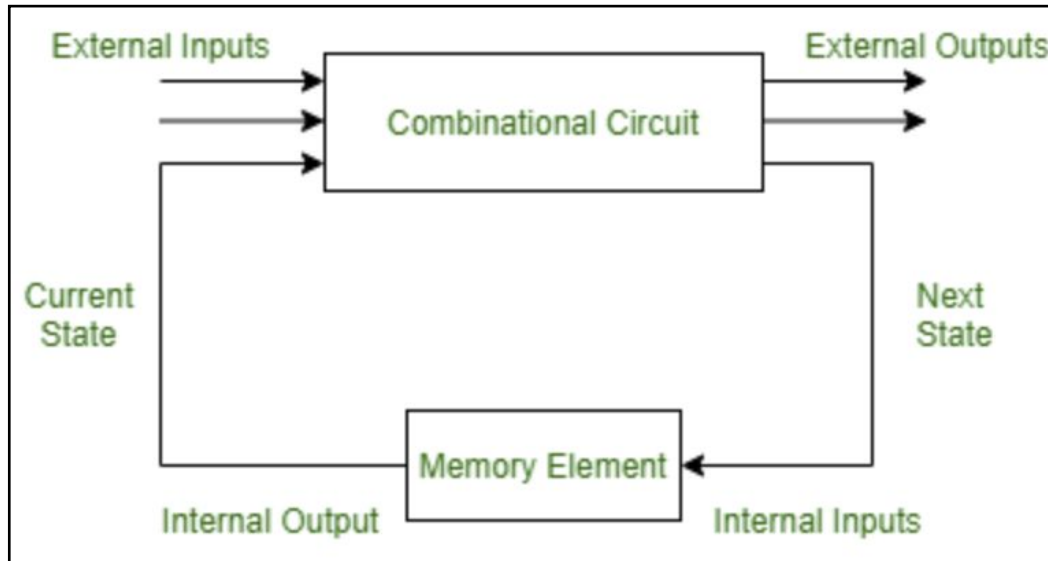 External Inputs
External Outputs
Combinational Circuit
Current
State
Next
State
Memory Element
Internal Output
Internal Inputs